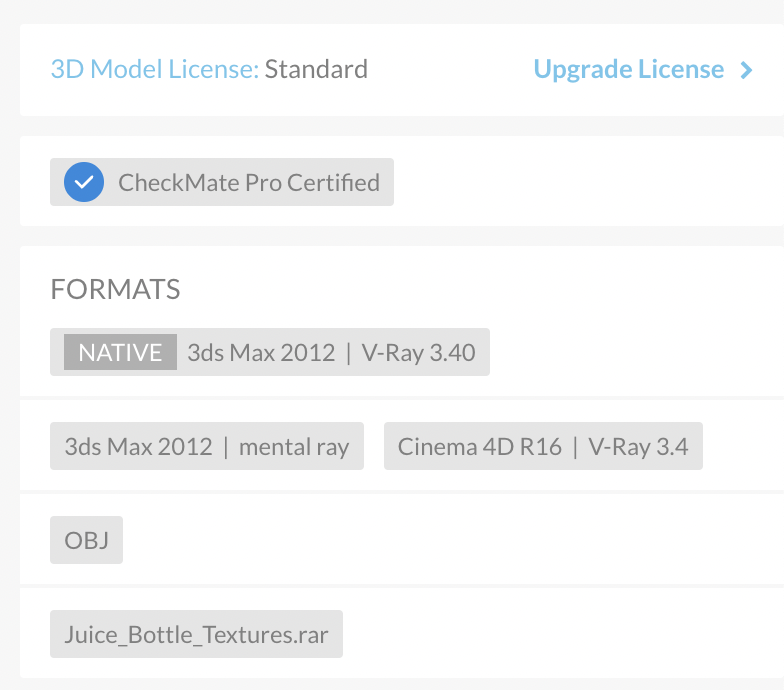 3D Model License: Standard Upgrade License
CheckMate Pro Certified
FORMATS
NATIVE 3ds Max 2012 | V-Ray 3.40
3ds Max 2012 | mental ray Cinema 4D R16 | V-Ray 3.4
OBJ
Juice_Bottle_Textures.rar